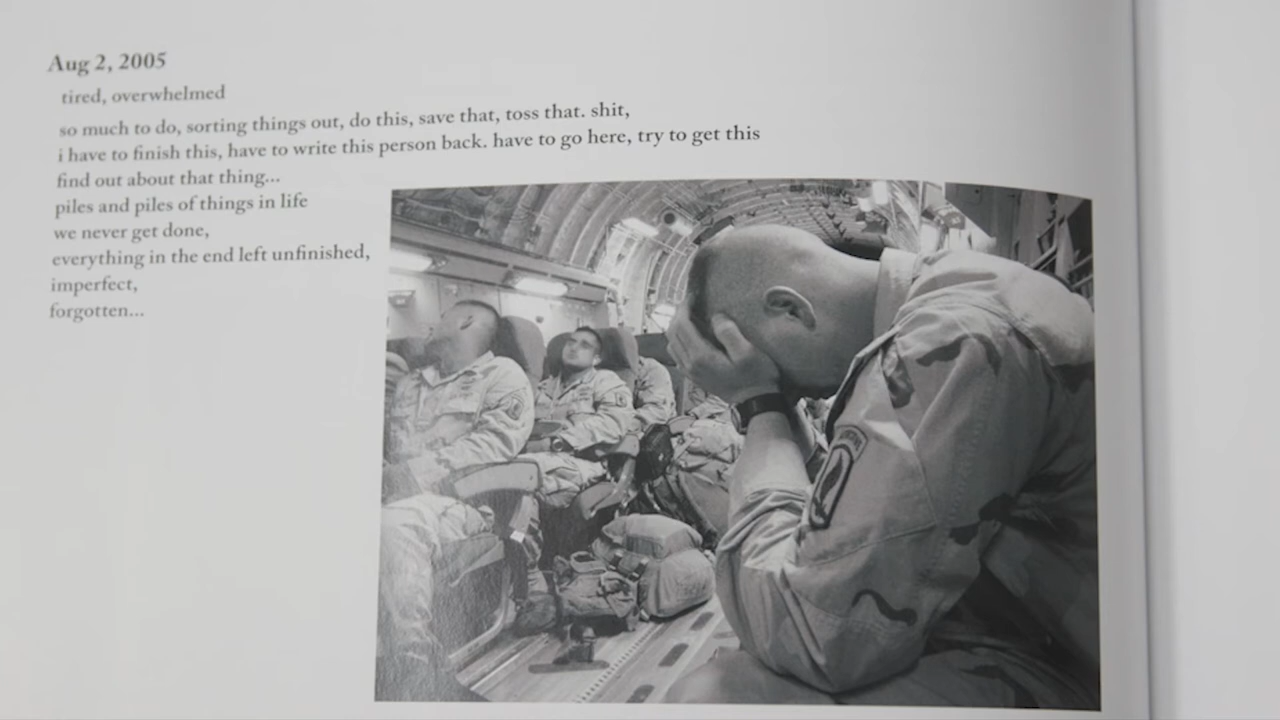 Aug 2, 2005
tired, overwhelmed
so much to do, sorting things out, do this, save that, toss that. shit,
i have to finish this, have to write this person back. have to go here, try to get this
find out about that thing...
piles and piles of things in life
we never get done,
everything in the end left unfinished,
imperfect,
forgotten...